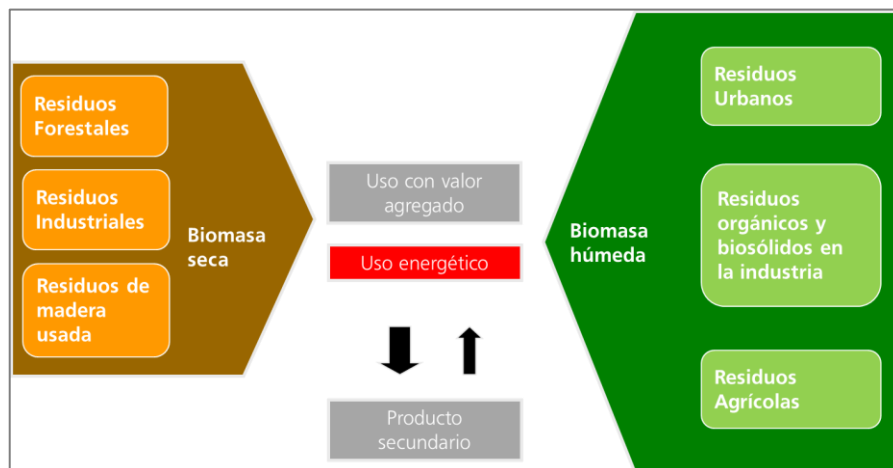 Residuos
Forestales
Residuos
Industriales
Residuos de
madera
usada
Biomasa
seca
Uso con valor
agregado
Uso energético
Producto
secundario
Biomasa
húmeda
Residuos
Urbanos
Residuos
orgánicos y
biosólidos en
la industria
Residuos
Agrícolas